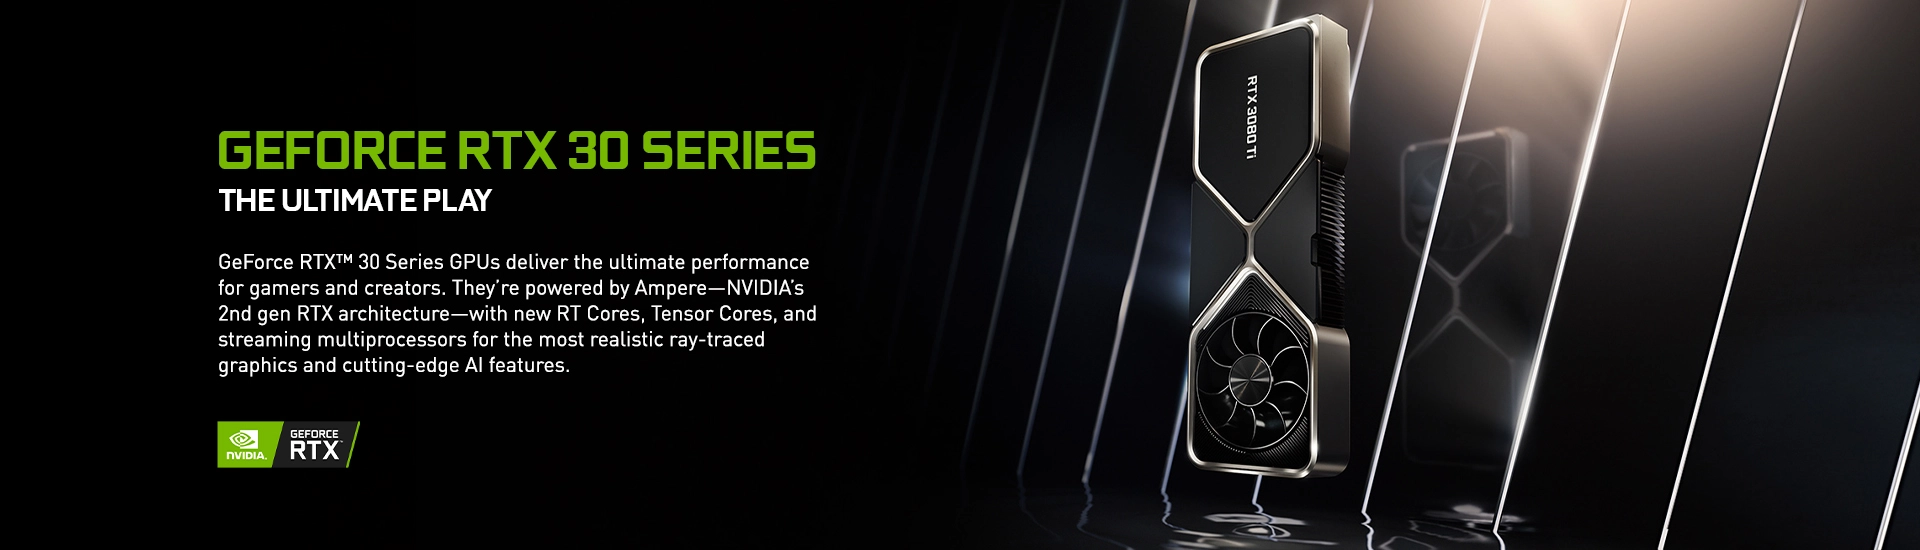 GEFORCE RTX 30 SERIES
THE ULTIMATE PLAY
GeForce RTX™ 30 Series GPUs deliver the ultimate performance
for gamers and creators. They’re powered by Ampere—NVIDIA’s
2nd gen RTX architecture—with new RT Cores, Tensor Cores, and
streaming multiprocessors for the most realistic ray-traced
graphics and cutting-edge AI features.
NVIDIA.
GEFORCE
RTX™
RTX 3080 Ti